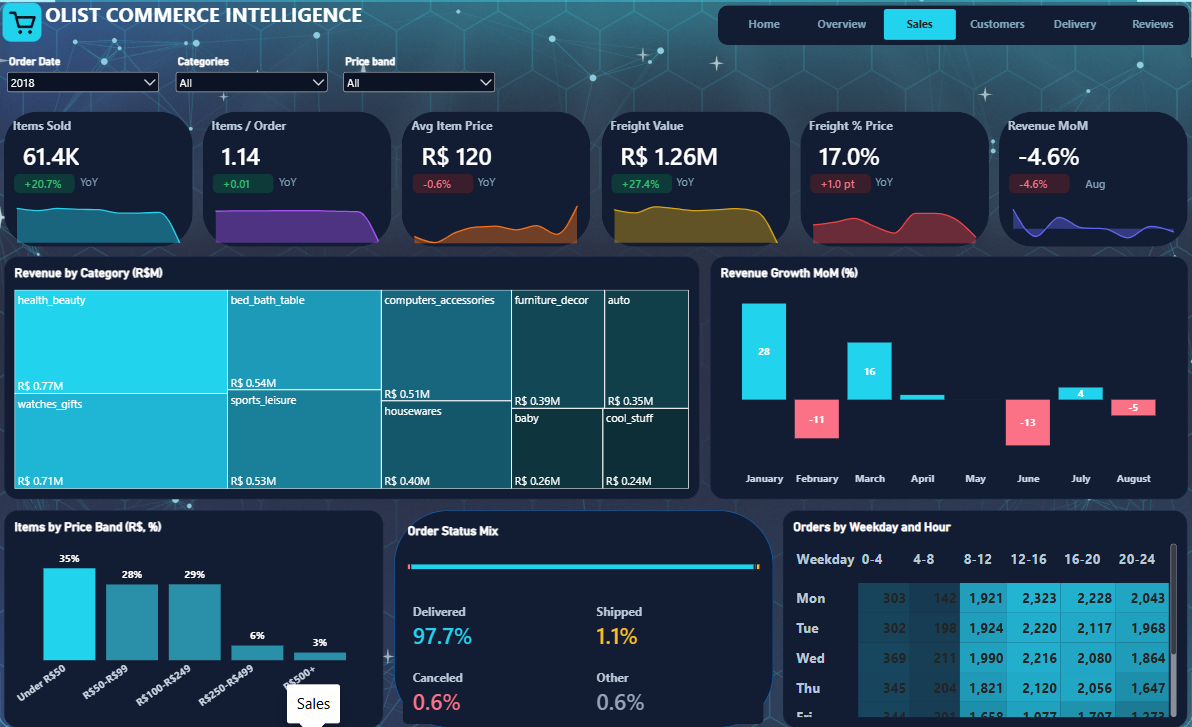 OLIST COMMERCE INTELLIGENCE
Home Overview Sales Customers Delivery Reviews
Order Date Categories Price band
2018 All All
Items Sold
61.4K
+20.7% YoY
Items / Order
1.14
+0.01 YoY
Avg Item Price
R$ 120
-0.6% YoY
Freight Value
R$ 1.26M
+27.4% YoY
Freight % Price
17.0%
+1.0 pt YoY
Revenue MoM
-4.6%
-4.6% Aug
Revenue by Category (R$M)
health_beauty
R$ 0.77M
watches_gifts
R$ 0.71M
bed_bath_table
R$ 0.54M
sports_leisure
R$ 0.53M
computers_accessories
R$ 0.51M
housewares
R$ 0.40M
furniture_decor
R$ 0.39M
auto
R$ 0.35M
baby
R$ 0.26M
cool_stuff
R$ 0.24M
Revenue Growth MoM (%)
28 -11 16 -13 4 -5
January February March April May June July August
Items by Price Band (R$, %)
35% 28% 29% 6% 3%
Under R$50 R$50-R$99 R$100-R$249 R$250-R$499 R$500+
Sales
Order Status Mix
Delivered Shipped
97.7% 1.1%
Canceled Other
0.6% 0.6%
Orders by Weekday and Hour
Weekday 0-4 4-8 8-12 12-16 16-20 20-24
Mon 303 142 1,921 2,323 2,228 2,043
Tue 302 198 1,924 2,220 2,117 1,968
Wed 369 211 1,990 2,216 2,080 1,864
Thu 345 204 1,821 2,120 2,056 1,647
Fri